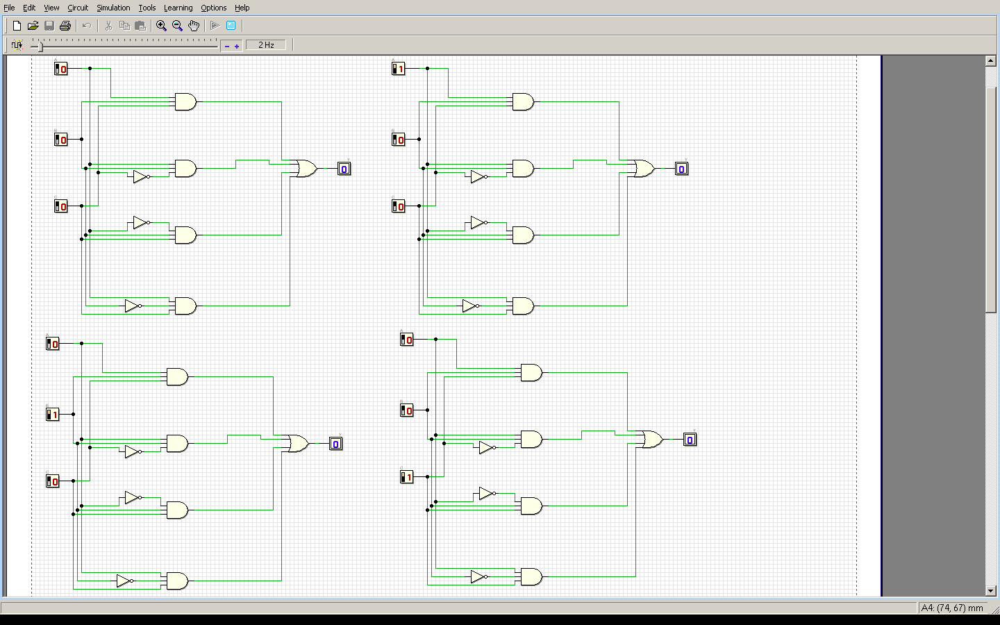 File Edit View Circuit Simulation Tools Learning Options Help
2 Hz
A A
0 1
B B
0 0
Y Y
0 0
C C
0 0
A A
0 0
B B
1 0
Y Y
0 0
C C
0 1
A4: (74, 67) mm